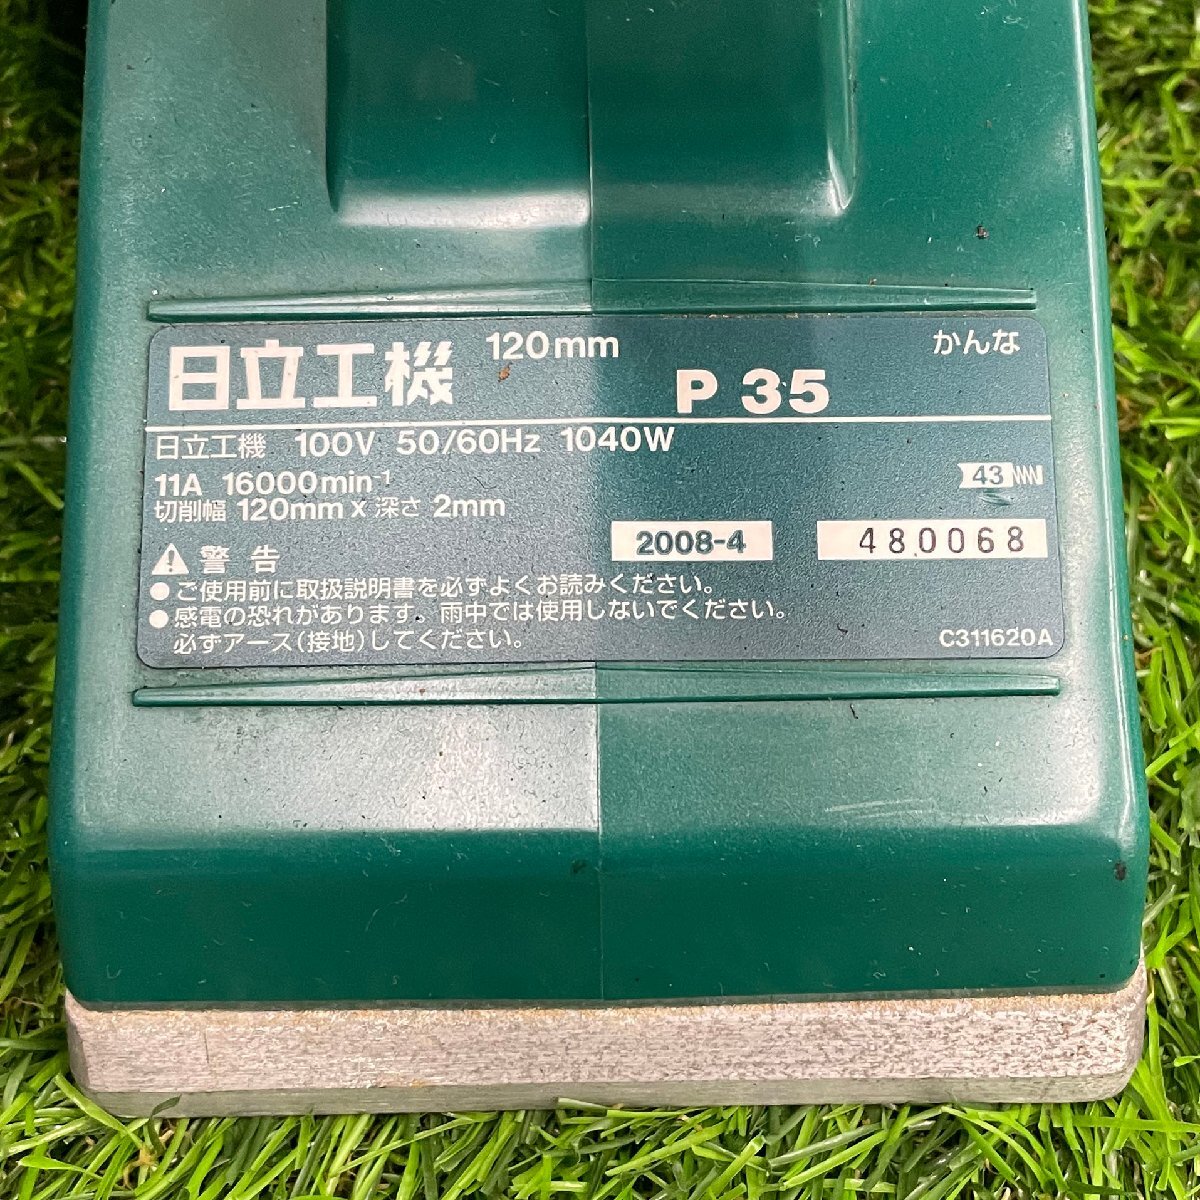 日立工機 120mm かんな
P 35
日立工機 100V 50/60Hz 1040W
11A 16000min⁻¹ 43
切削幅 120mm x 深さ 2mm
2008-4 480068
警告
●ご使用前に取扱説明書を必ずよくお読みください。
●感電の恐れがあります。雨中では使用しないでください。
必ずアース(接地)してください。
C311620A